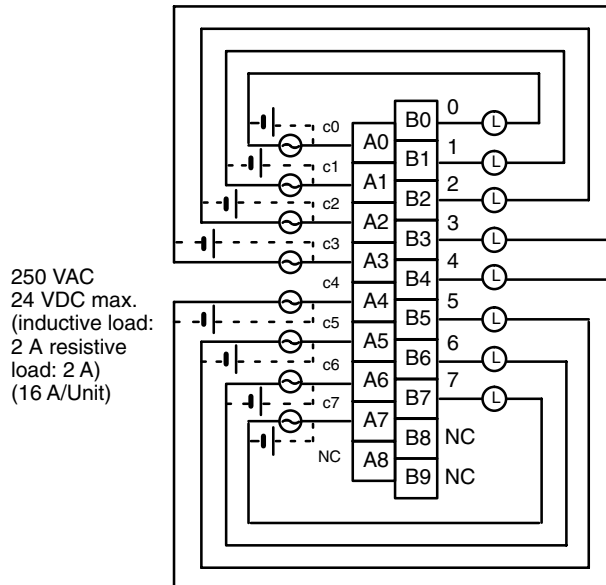 c0 A0 B0 0 L
c1 A1 B1 1 L
c2 A2 B2 2 L
c3 A3 B3 3 L
c4 A4 B4 4 L
c5 A5 B5 5 L
c6 A6 B6 6 L
c7 A7 B7 7 L
NC A8 B8 NC
B9 NC
250 VAC
24 VDC max.
(inductive load:
2 A resistive
load: 2 A)
(16 A/Unit)